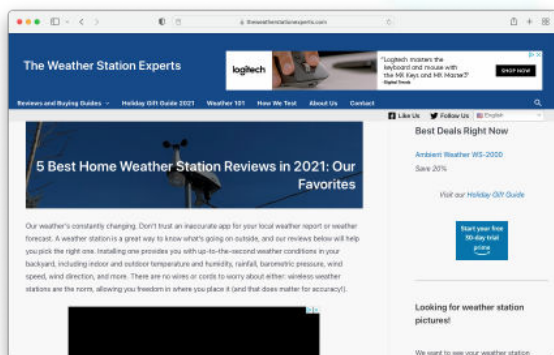 theweatherstationexperts.com
The Weather Station Experts
logitech
"Logitech masters the
keyboard and mouse with
the MX Keys and MX Master3"
- Digital Trends
SHOP NOW
Reviews and Buying Guides
Holiday Gift Guide 2021
Weather 101
How We Test
About Us
Contact
Like Us
Follow Us
English
5 Best Home Weather Station Reviews in 2021: Our
Favorites
Our weather's constantly changing. Don't trust an inaccurate app for your local weather report or weather
forecast. A weather station is a great way to know what's going on outside, and our reviews below will help
you pick the right one. Installing one provides you with up-to-the-second weather conditions in your
backyard, including indoor and outdoor temperature and humidity, rainfall, barometric pressure, wind
speed, wind direction, and more. There are no wires or cords to worry about either: wireless weather
stations are the norm, allowing you freedom in where you place it (and that does matter for accuracy!).
Best Deals Right Now
Ambient Weather WS-2000
Save 20%
Visit our Holiday Gift Guide
Start your free
30-day trial
prime
Looking for weather station
pictures!
We want to see your weather station